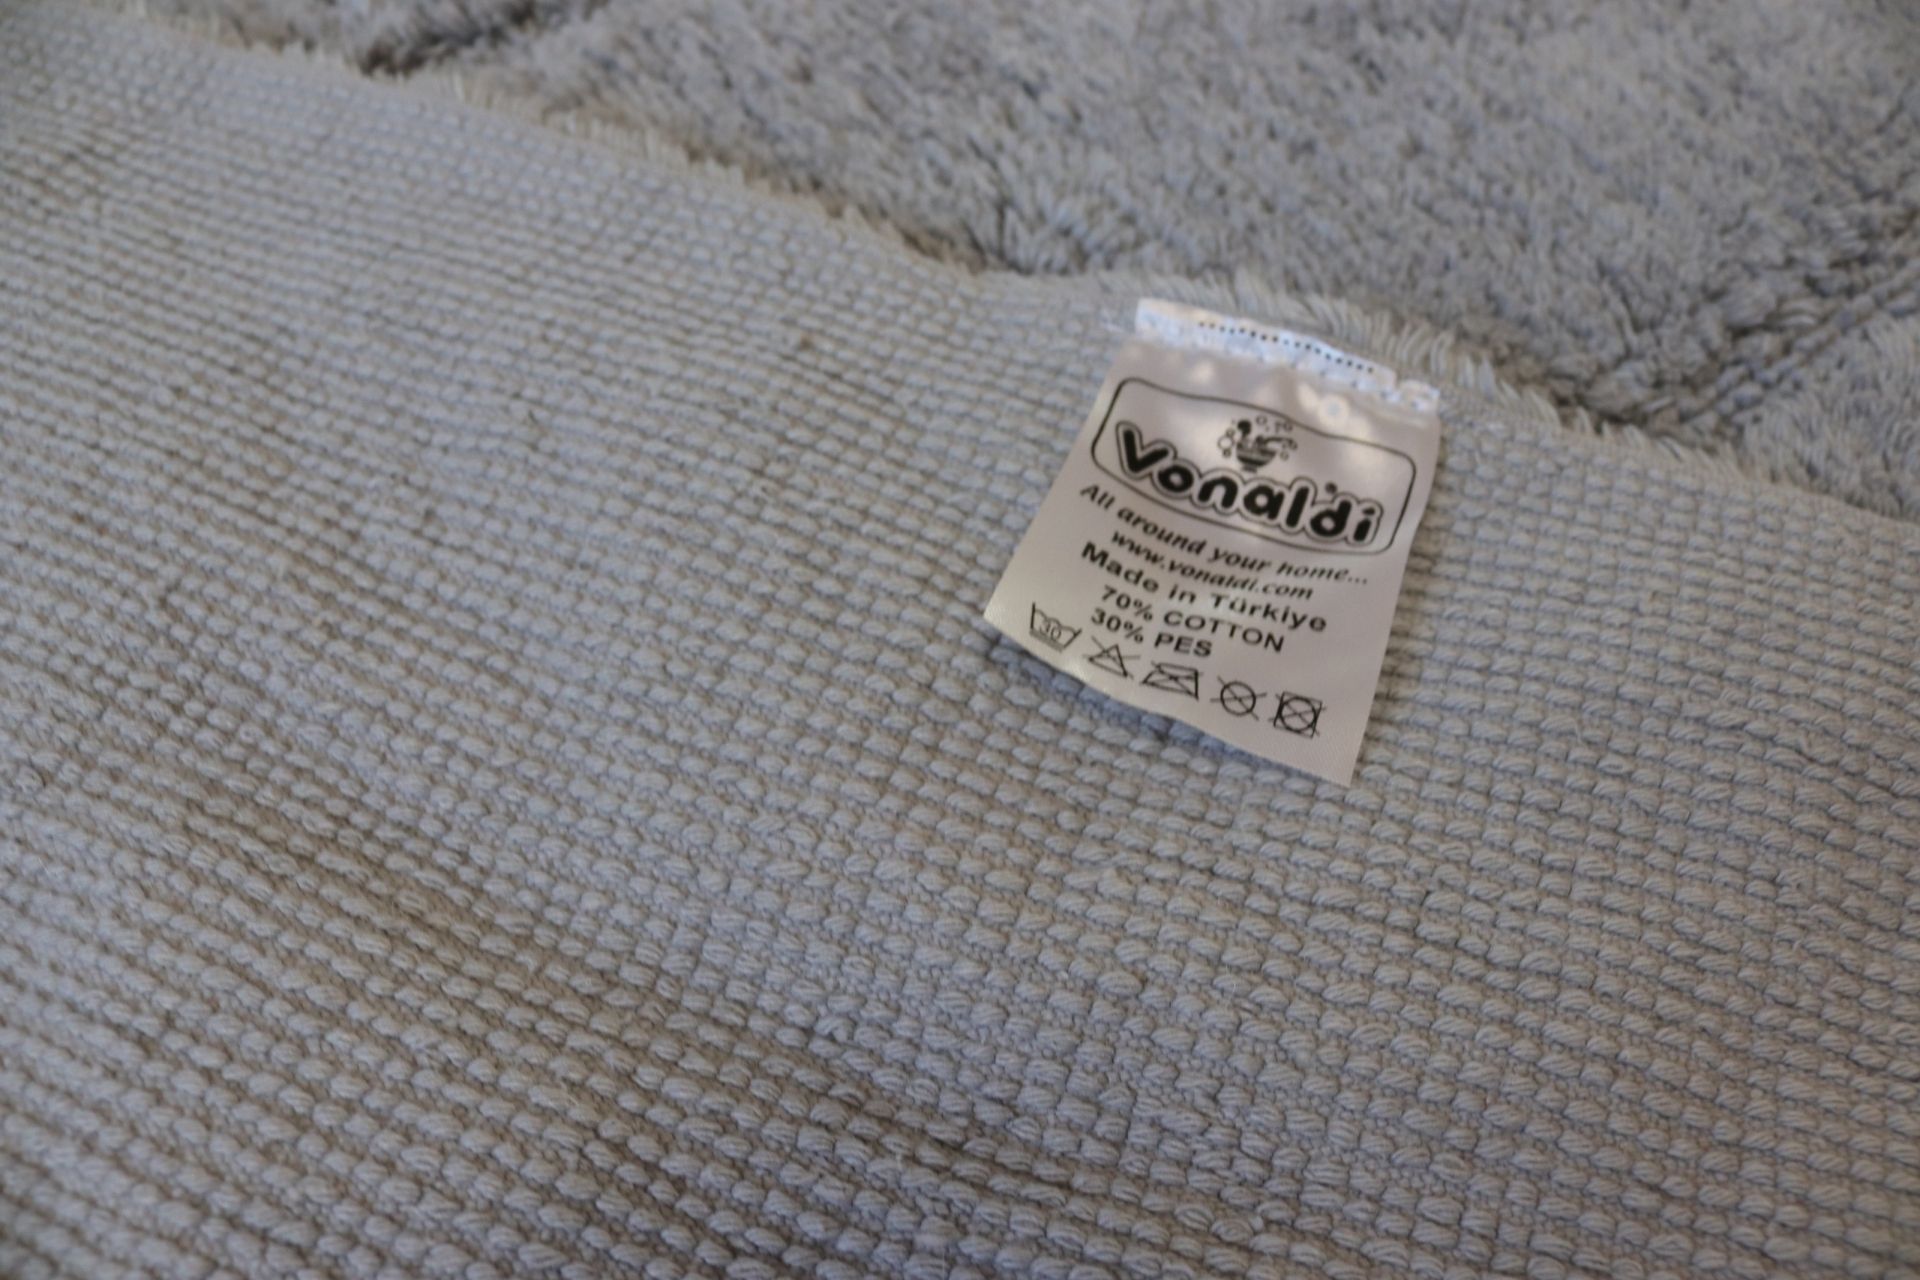 Vonal'di
All around your home...
www.vonaldi.com
Made in Türkiye
70% COTTON
30% PES
30